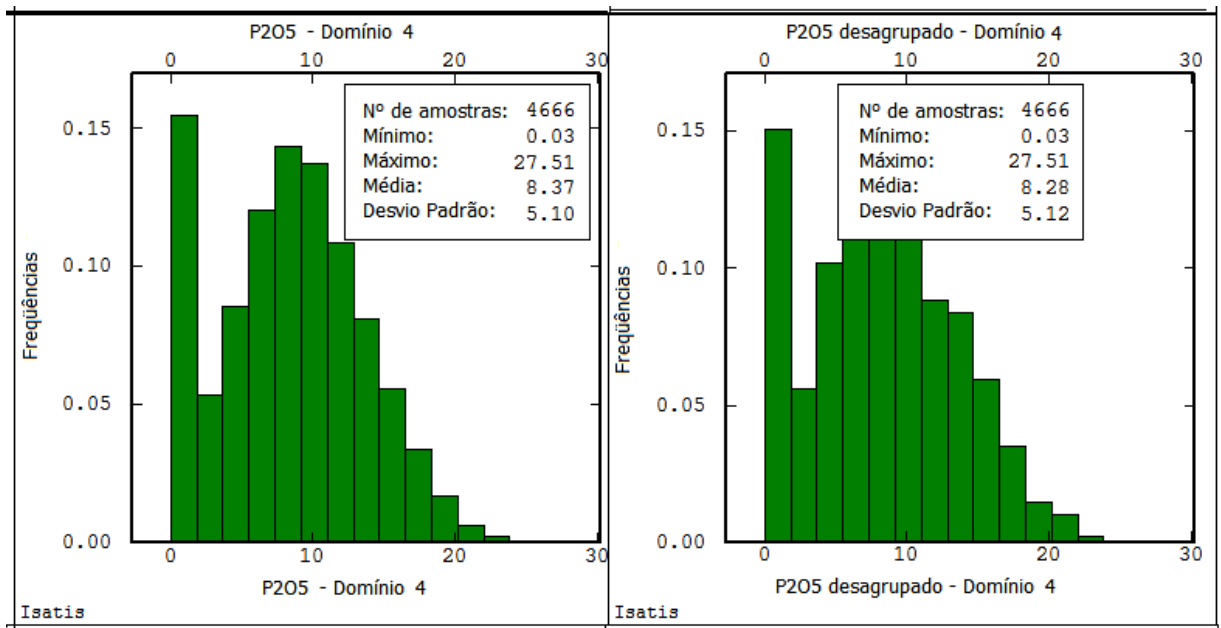 P2O5 - Domínio 4
0 10 20 30
Nº de amostras: 4666
Mínimo: 0.03
Máximo: 27.51
Média: 8.37
Desvio Padrão: 5.10
0.15
0.10
0.05
0.00
Freqüências
0 10 20 30
P2O5 - Domínio 4
Isatis
P2O5 desagrupado - Domínio 4
0 10 20 30
Nº de amostras: 4666
Mínimo: 0.03
Máximo: 27.51
Média: 8.28
Desvio Padrão: 5.12
0.15
0.10
0.05
0.00
Freqüências
0 10 20 30
P2O5 desagrupado - Domínio 4
Isatis